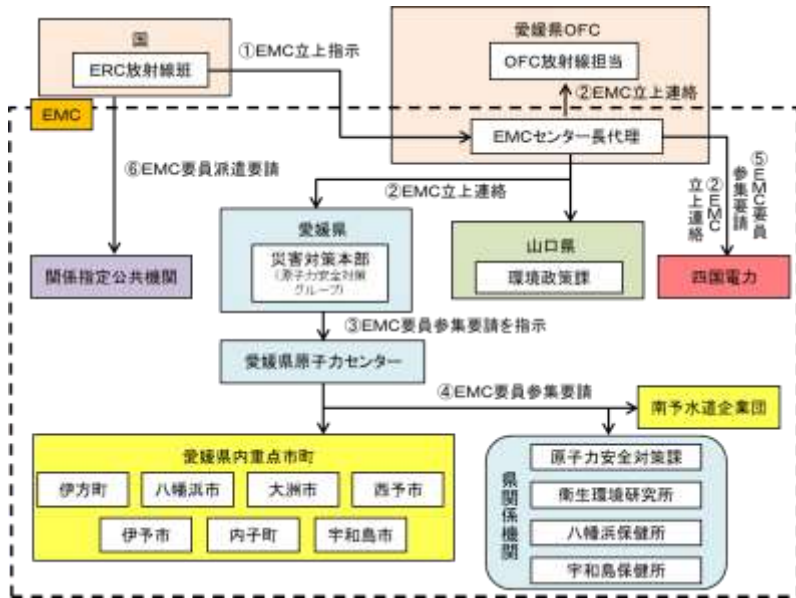 国
ERC放射線班
①EMC立上指示
愛媛県OFC
OFC放射線担当
②EMC立上連絡
EMC
EMCセンター長代理
⑥EMC要員派遣要請
②EMC立上連絡
⑤EMC要員
参集要請
②EMC
立上連絡
愛媛県
災害対策本部
(原子力安全対策
グループ)
山口県
環境政策課
関係指定公共機関
四国電力
③EMC要員参集要請を指示
愛媛県原子力センター
④EMC要員参集要請
南予水道企業団
愛媛県内重点市町
伊方町
八幡浜市
大洲市
西予市
伊予市
内子町
宇和島市
県関係機関
原子力安全対策課
衛生環境研究所
八幡浜保健所
宇和島保健所